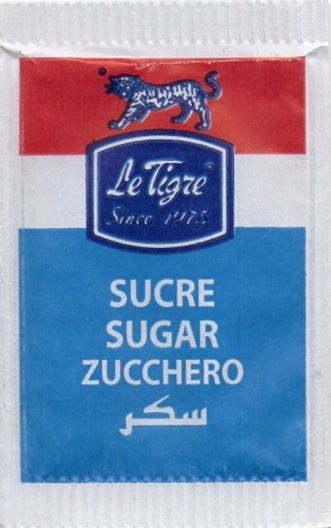 Le Tigre®
Since 1975
SUCRE
SUGAR
ZUCCHERO
سكر